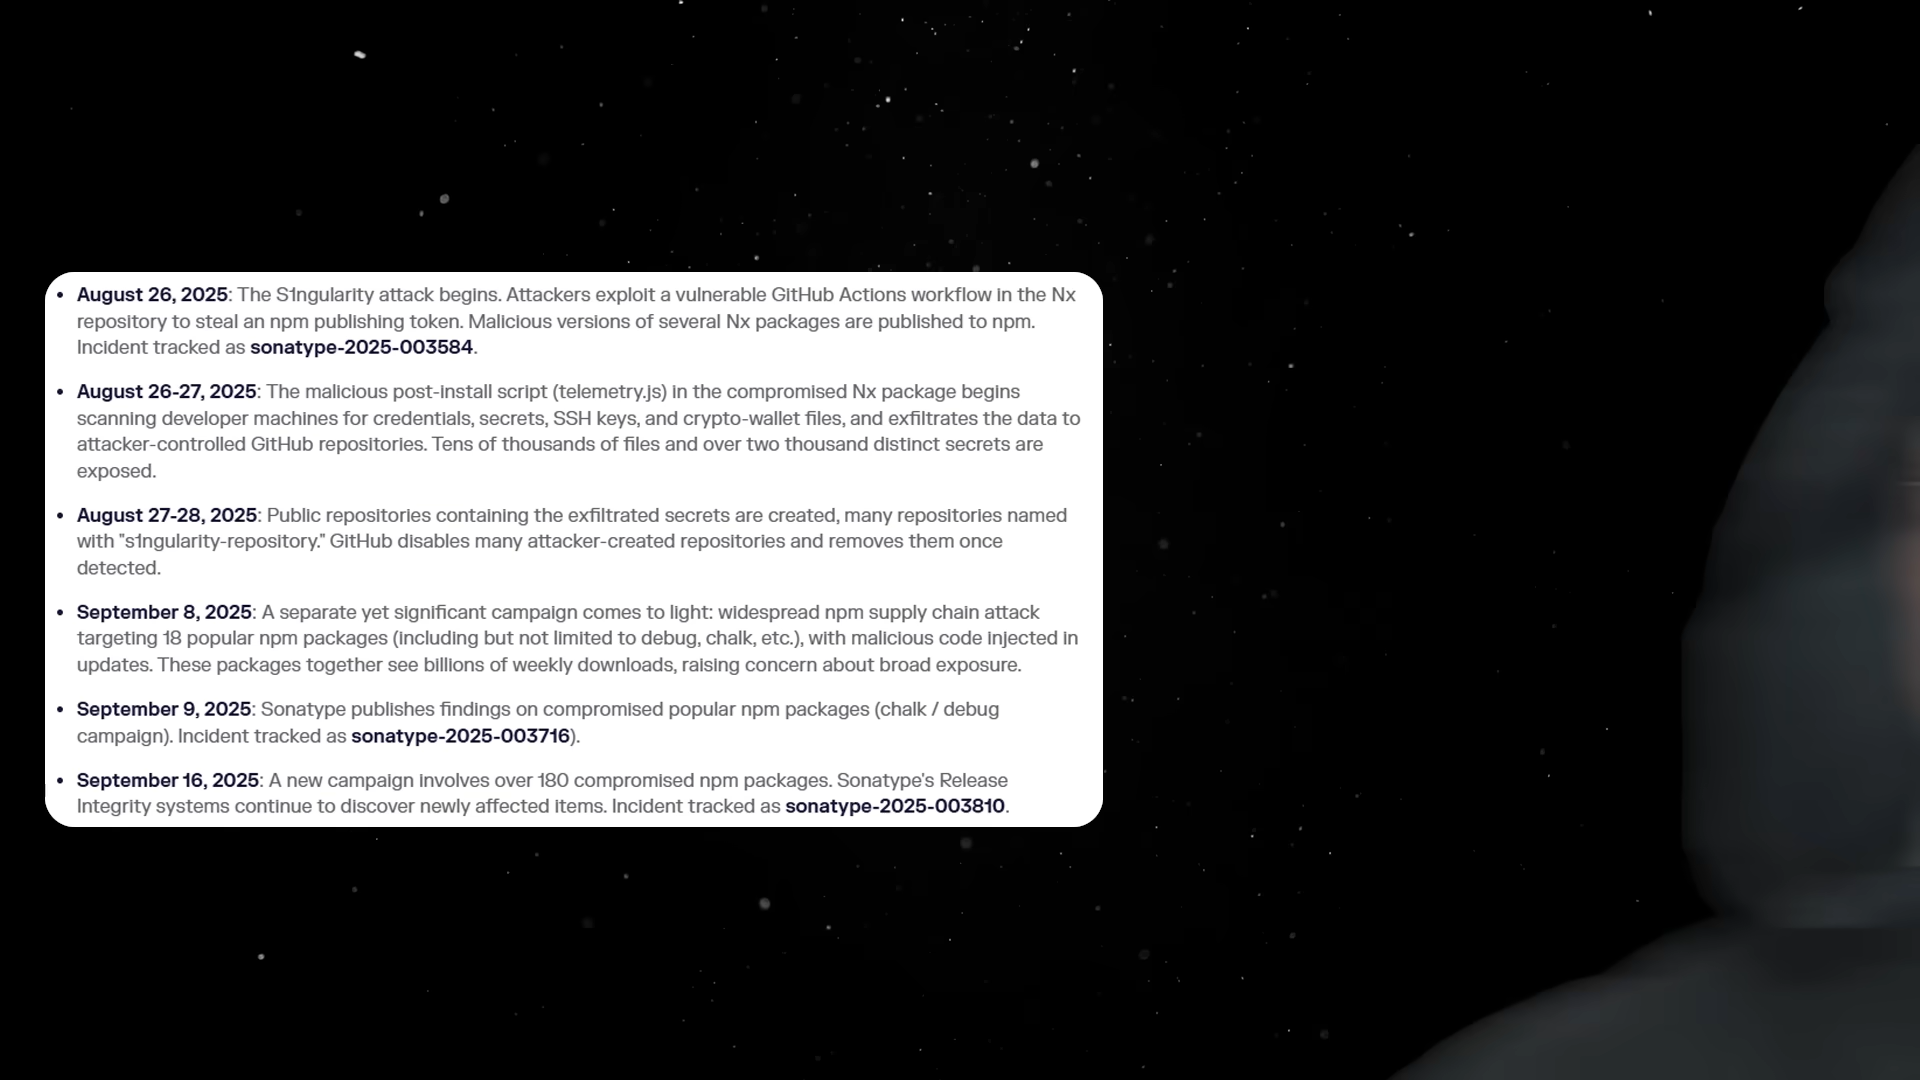 • August 26, 2025: The S1ngularity attack begins. Attackers exploit a vulnerable GitHub Actions workflow in the Nx
repository to steal an npm publishing token. Malicious versions of several Nx packages are published to npm.
Incident tracked as sonatype-2025-003584.
• August 26-27, 2025: The malicious post-install script (telemetry.js) in the compromised Nx package begins
scanning developer machines for credentials, secrets, SSH keys, and crypto-wallet files, and exfiltrates the data to
attacker-controlled GitHub repositories. Tens of thousands of files and over two thousand distinct secrets are
exposed.
• August 27-28, 2025: Public repositories containing the exfiltrated secrets are created, many repositories named
with "s1ngularity-repository." GitHub disables many attacker-created repositories and removes them once
detected.
• September 8, 2025: A separate yet significant campaign comes to light: widespread npm supply chain attack
targeting 18 popular npm packages (including but not limited to debug, chalk, etc.), with malicious code injected in
updates. These packages together see billions of weekly downloads, raising concern about broad exposure.
• September 9, 2025: Sonatype publishes findings on compromised popular npm packages (chalk / debug
campaign). Incident tracked as sonatype-2025-003716).
• September 16, 2025: A new campaign involves over 180 compromised npm packages. Sonatype's Release
Integrity systems continue to discover newly affected items. Incident tracked as sonatype-2025-003810.